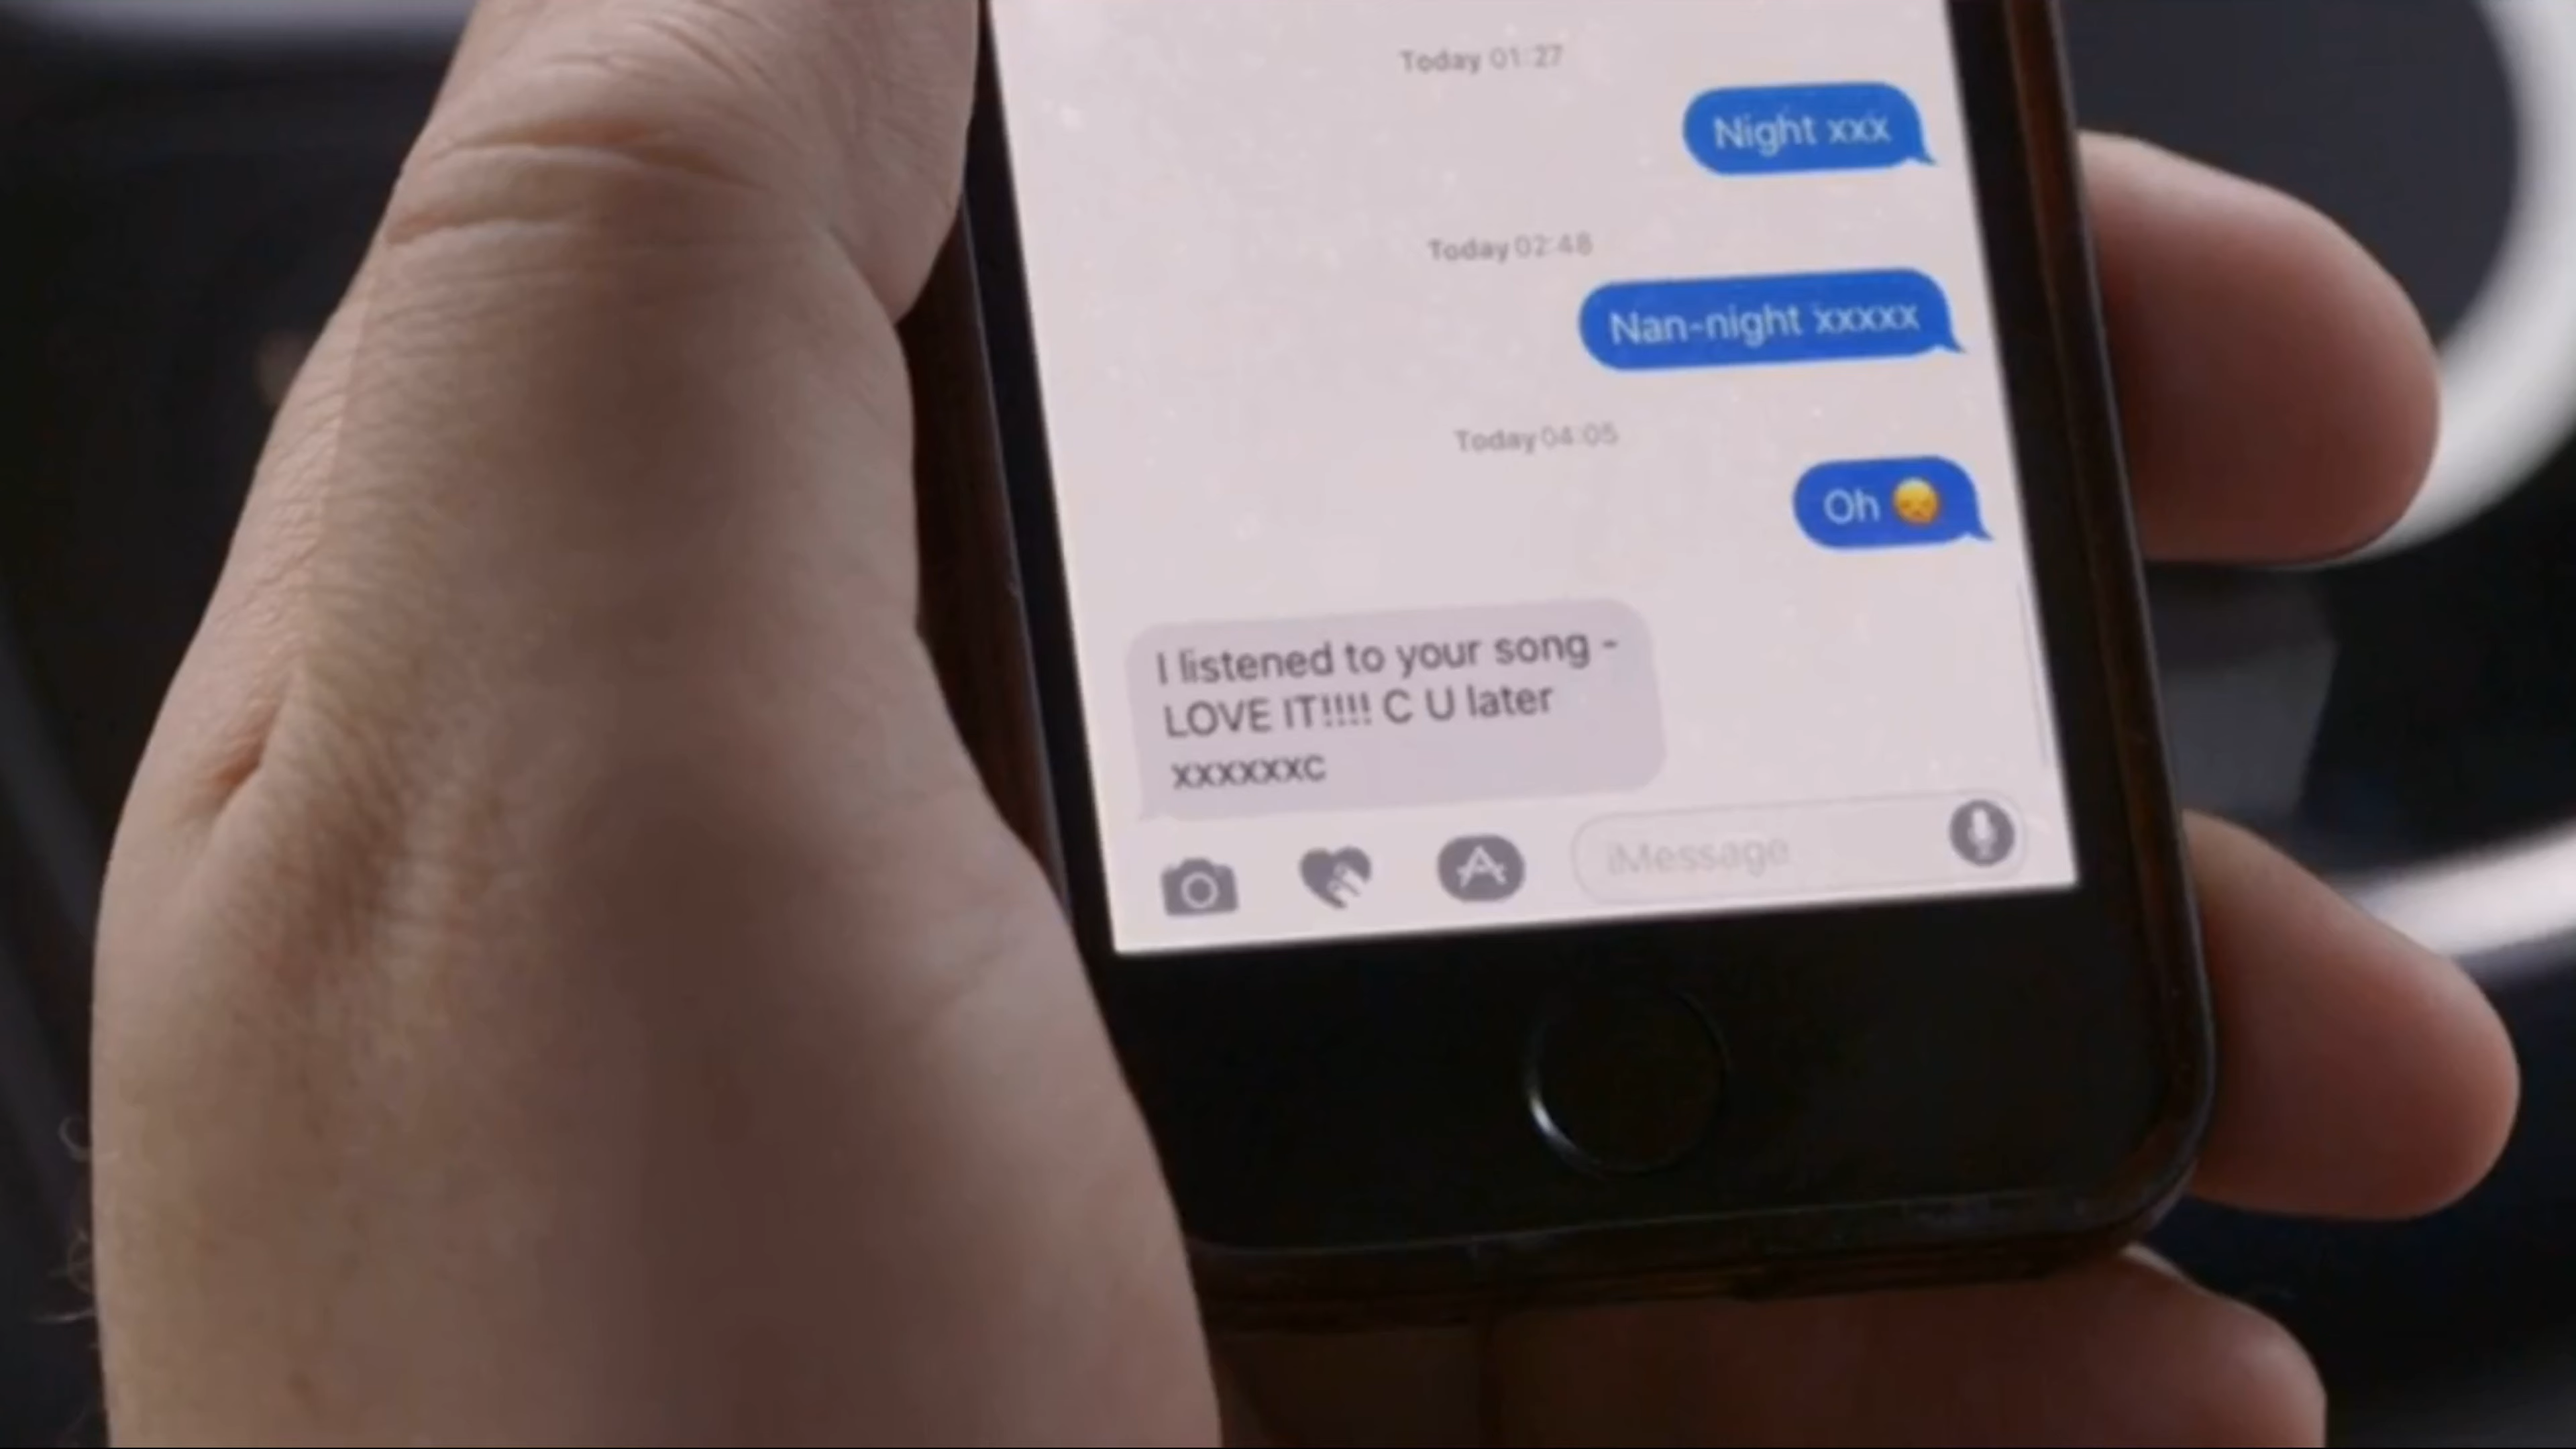 Today 01:27
Night xxx
Today 02:48
Nan-night xxxxx
Today 04:05
Oh 😞
I listened to your song -
LOVE IT!!!! C U later
xxxxxxc
iMessage